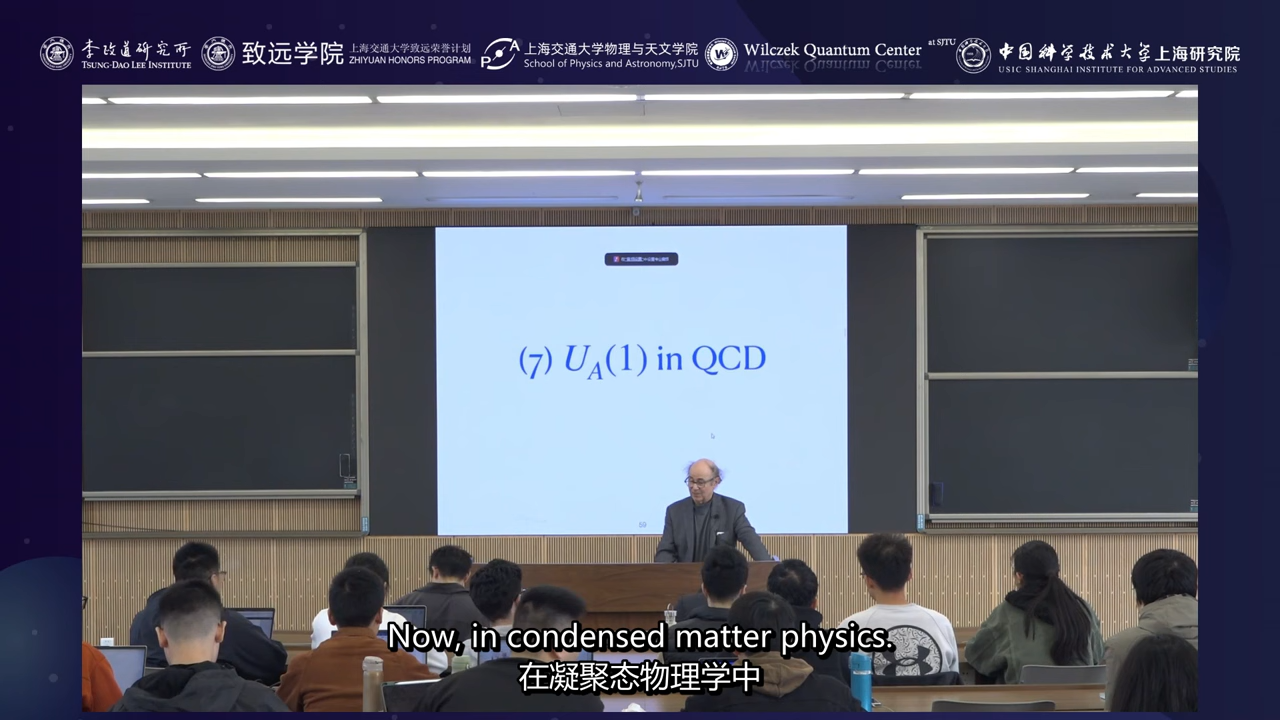 李政道研究所
TSUNG-DAO LEE INSTITUTE
致远学院
上海交通大学致远荣誉计划
ZHIYUAN HONORS PROGRAM
上海交通大学物理与天文学院
School of Physics and Astronomy,SJTU
Wilczek Quantum Center at SJTU
中国科学技术大学上海研究院
USTC SHANGHAI INSTITUTE FOR ADVANCED STUDIES
(7) U_A(1) in QCD
59
Now, in condensed matter physics.
在凝聚态物理学中